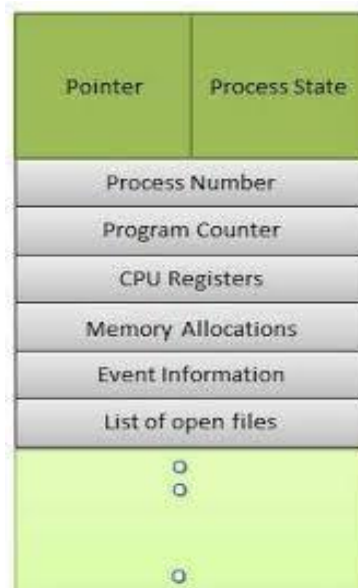 Pointer Process State
Process Number
Program Counter
CPU Registers
Memory Allocations
Event Information
List of open files